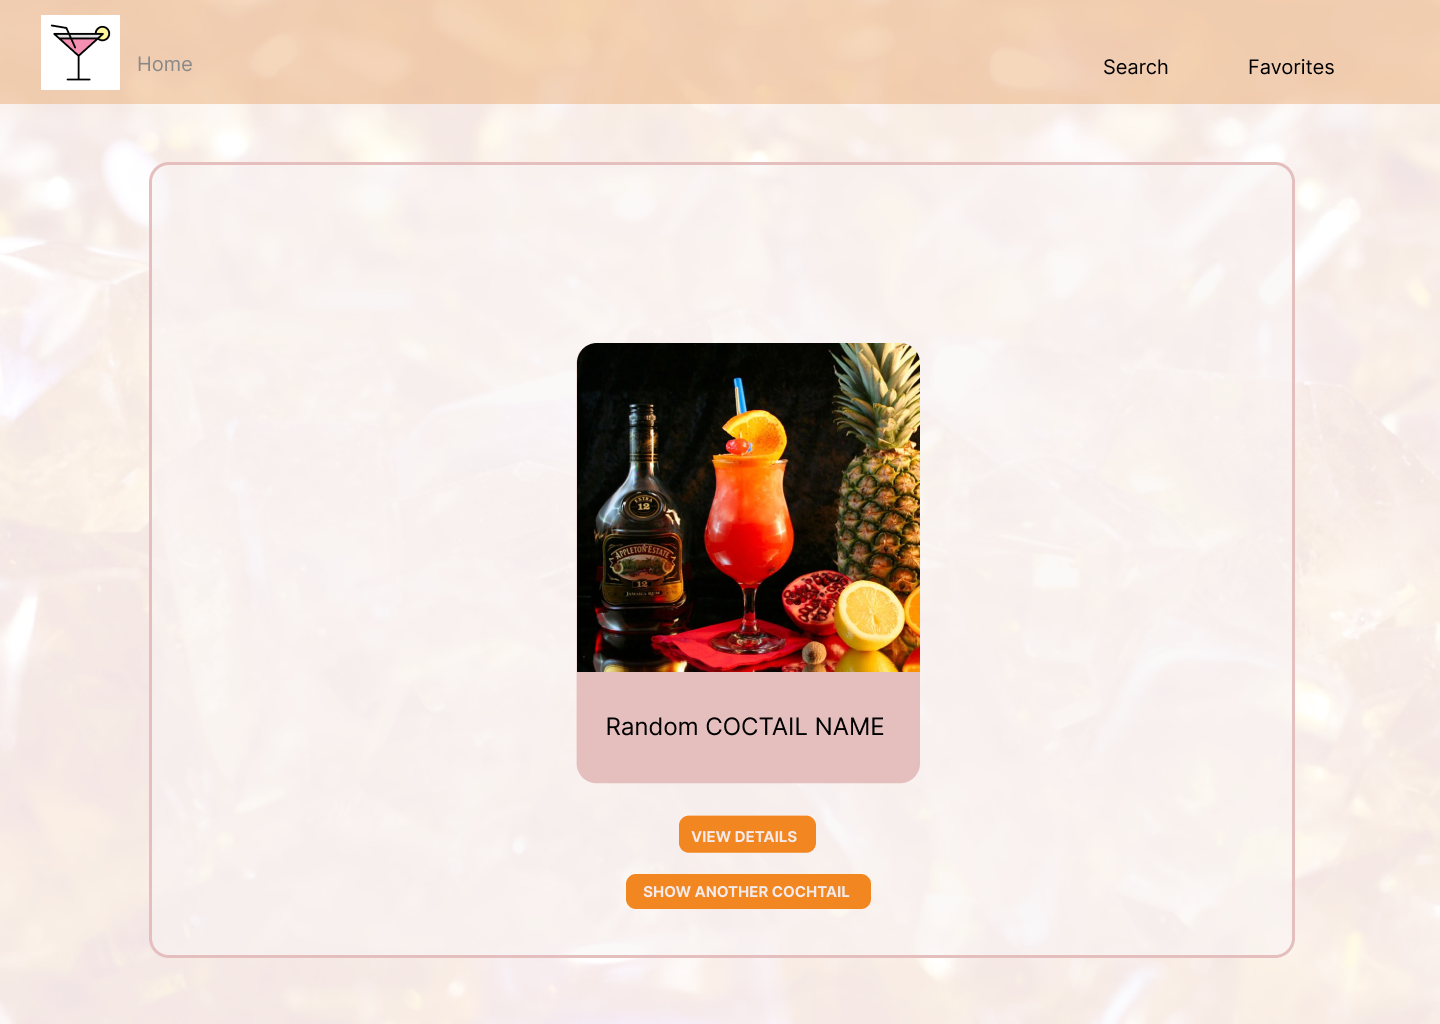 Home
Search
Favorites
EXTRA
12
APPLETON ESTATE
12
JAMAICA RUM
Random COCTAIL NAME
VIEW DETAILS
SHOW ANOTHER COCHTAIL